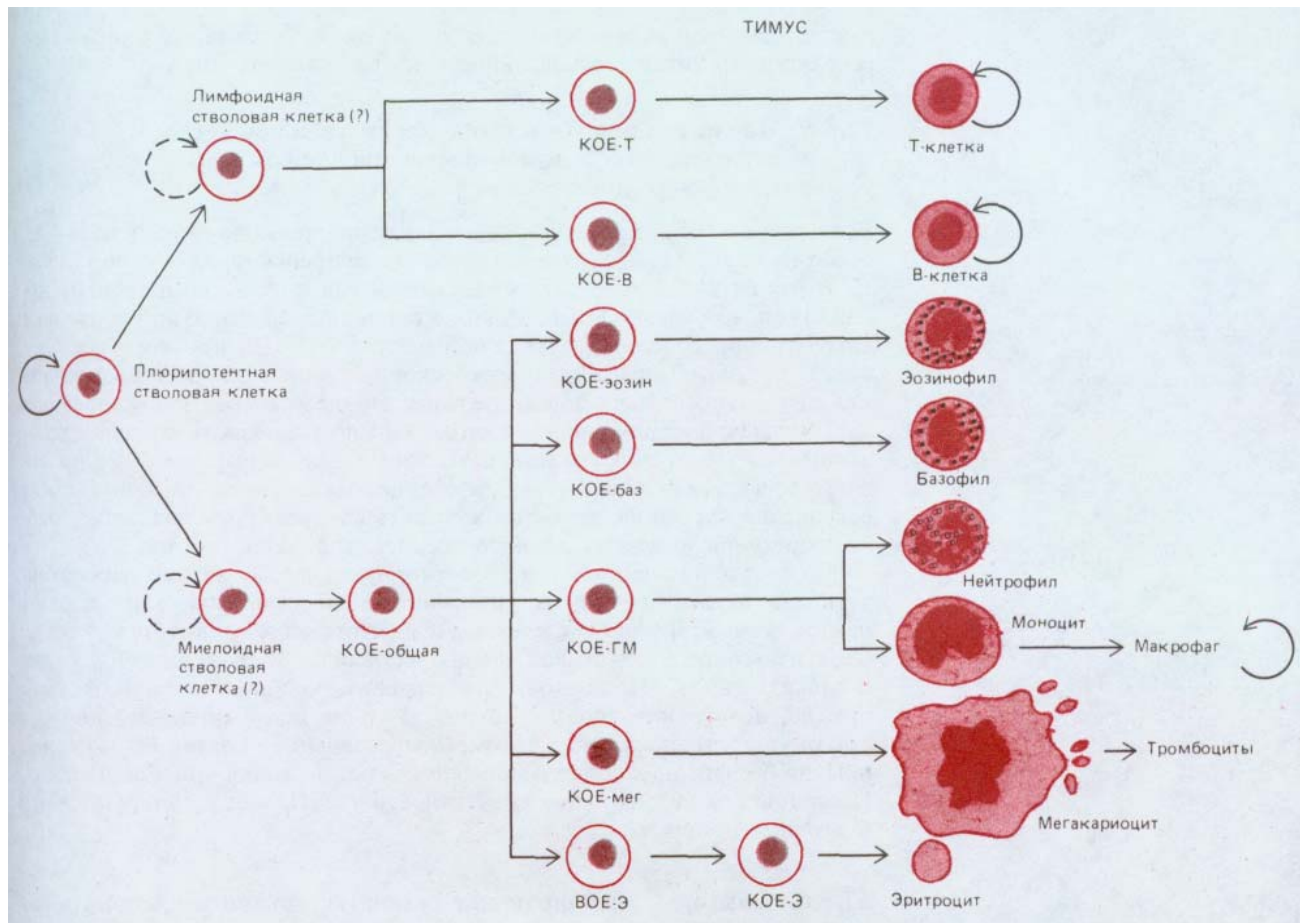 ТИМУС
Лимфоидная
стволовая клетка (?)
КОЕ-Т
Т-клетка
КОЕ-В
В-клетка
Плюрипотентная
стволовая клетка
КОЕ-эозин
Эозинофил
КОЕ-баз
Базофил
Нейтрофил
Миелоидная
стволовая
клетка (?)
КОЕ-общая
КОЕ-ГМ
Моноцит
Макрофаг
КОЕ-мег
Тромбоциты
Мегакариоцит
ВОЕ-Э
КОЕ-Э
Эритроцит